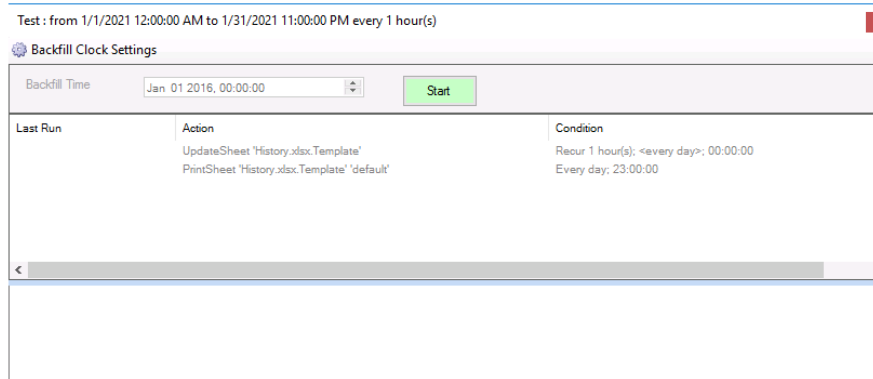 Test : from 1/1/2021 12:00:00 AM to 1/31/2021 11:00:00 PM every 1 hour(s)
Backfill Clock Settings
Backfill Time Jan 01 2016, 00:00:00 Start
Last Run Action Condition
UpdateSheet 'History.xlsx.Template' Recur 1 hour(s); <every day>; 00:00:00
PrintSheet 'History.xlsx.Template' 'default' Every day; 23:00:00